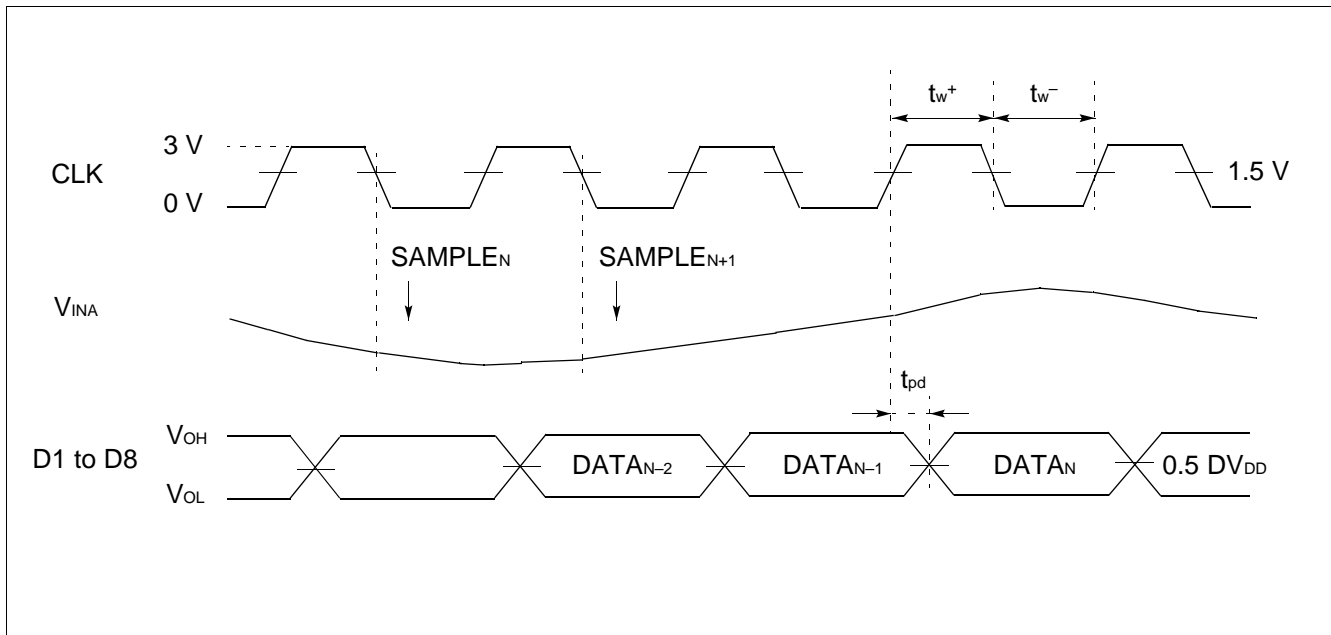 tw+ tw–
3 V
CLK
0 V
1.5 V
SAMPLEN SAMPLEN+1
VINA
tpd
VOH
D1 to D8
DATAN–2 DATAN–1 DATAN 0.5 DVDD
VOL